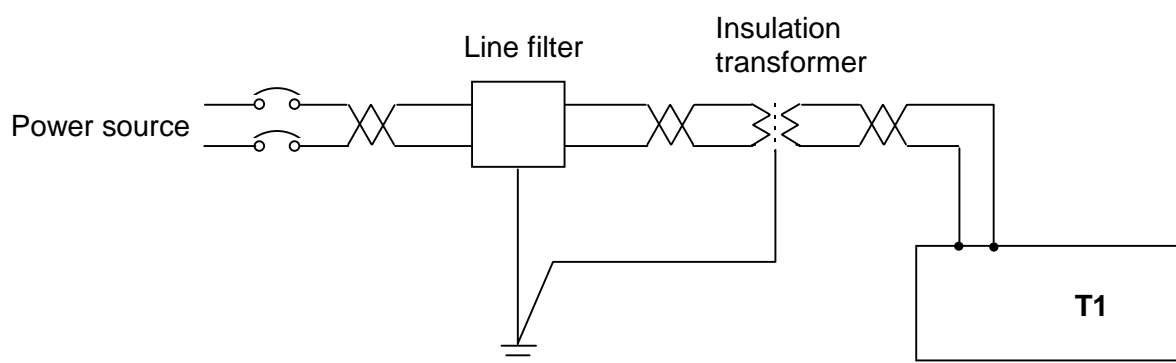 Line filter
Insulation
transformer
Power source
T1